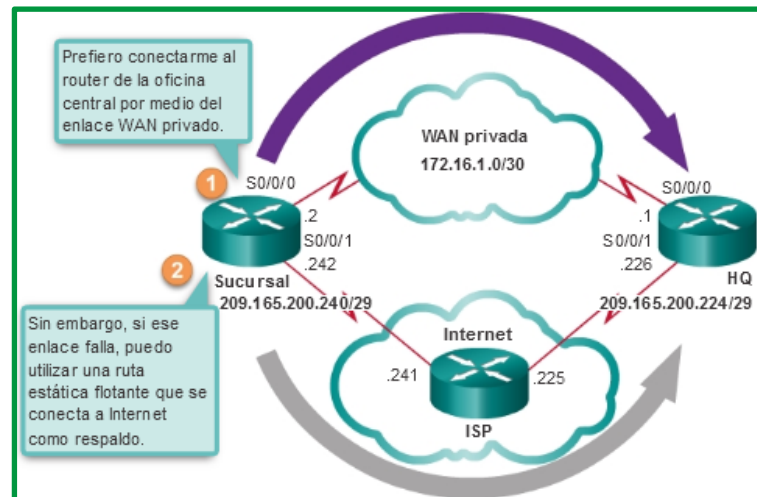 Prefiero conectarme al
router de la oficina
central por medio del
enlace WAN privado.
WAN privada
172.16.1.0/30
1
S0/0/0
S0/0/0
.2
.1
S0/0/1
S0/0/1
.242
.226
2
Sucursal
HQ
209.165.200.240/29
209.165.200.224/29
Sin embargo, si ese
enlace falla, puedo
utilizar una ruta
estática flotante que se
conecta a Internet
como respaldo.
Internet
.241
.225
ISP